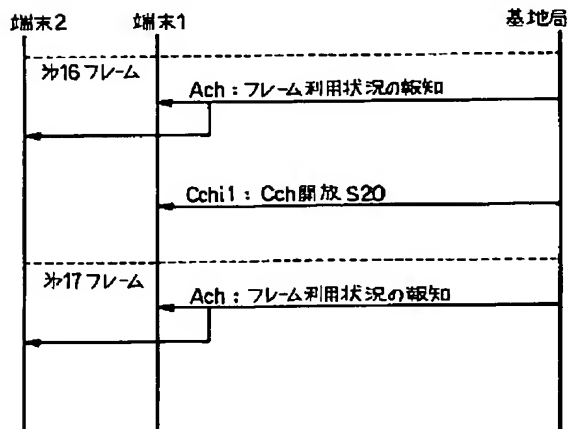 端末2 端末1 基地局
第16フレーム
Ach：フレーム利用状況の報知
Cchi1：Cch開放 S20
第17フレーム
Ach：フレーム利用状況の報知